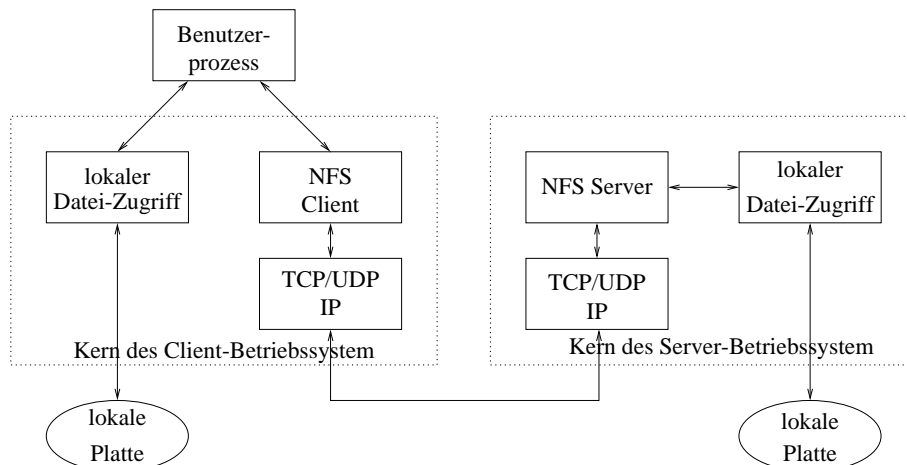 Benutzer-
prozess
lokaler
Datei-Zugriff
NFS
Client
TCP/UDP
IP
Kern des Client-Betriebssystem
lokale
Platte
NFS Server
lokaler
Datei-Zugriff
TCP/UDP
IP
Kern des Server-Betriebssystem
lokale
Platte